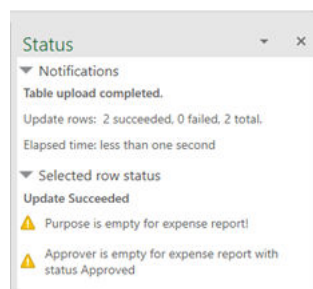 Status
Notifications
Table upload completed.
Update rows: 2 succeeded, 0 failed, 2 total.
Elapsed time: less than one second
Selected row status
Update Succeeded
Purpose is empty for expense report!
Approver is empty for expense report with
status Approved